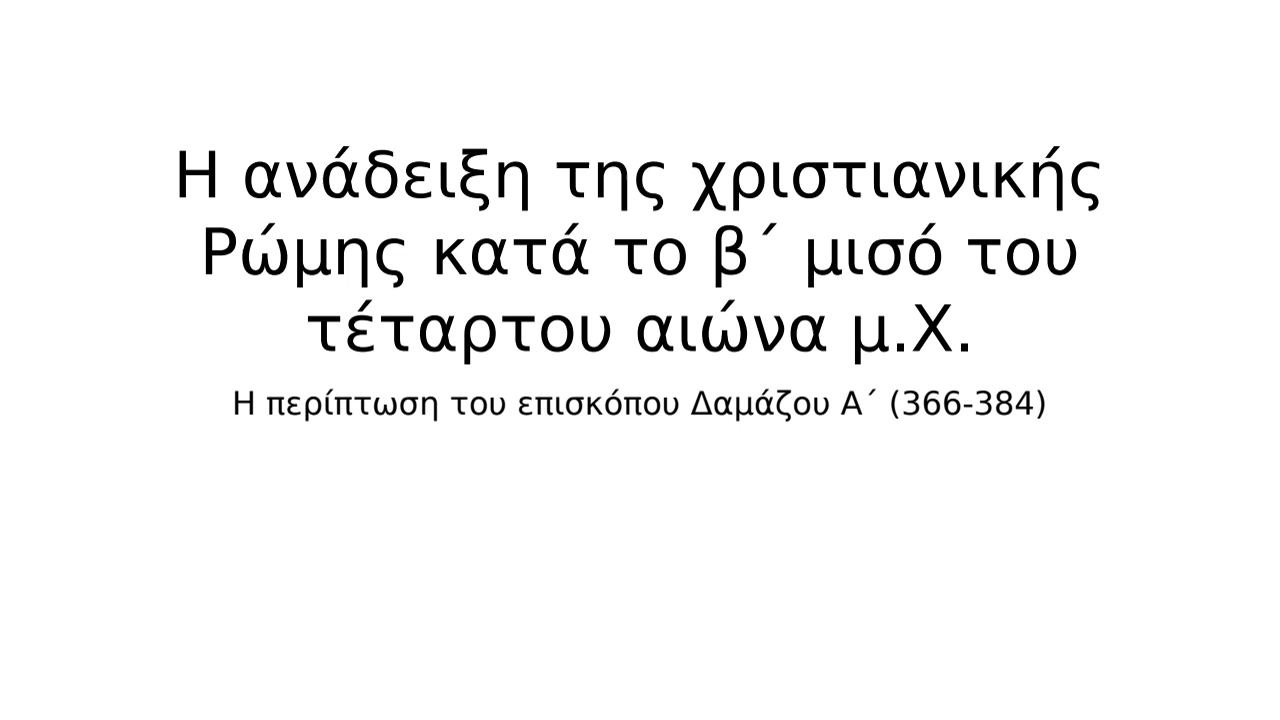 Η ανάδειξη της χριστιανικής
Ρώμης κατά το β΄ μισό του
τέταρτου αιώνα μ.Χ.
Η περίπτωση του επισκόπου Δαμάζου Α΄ (366-384)